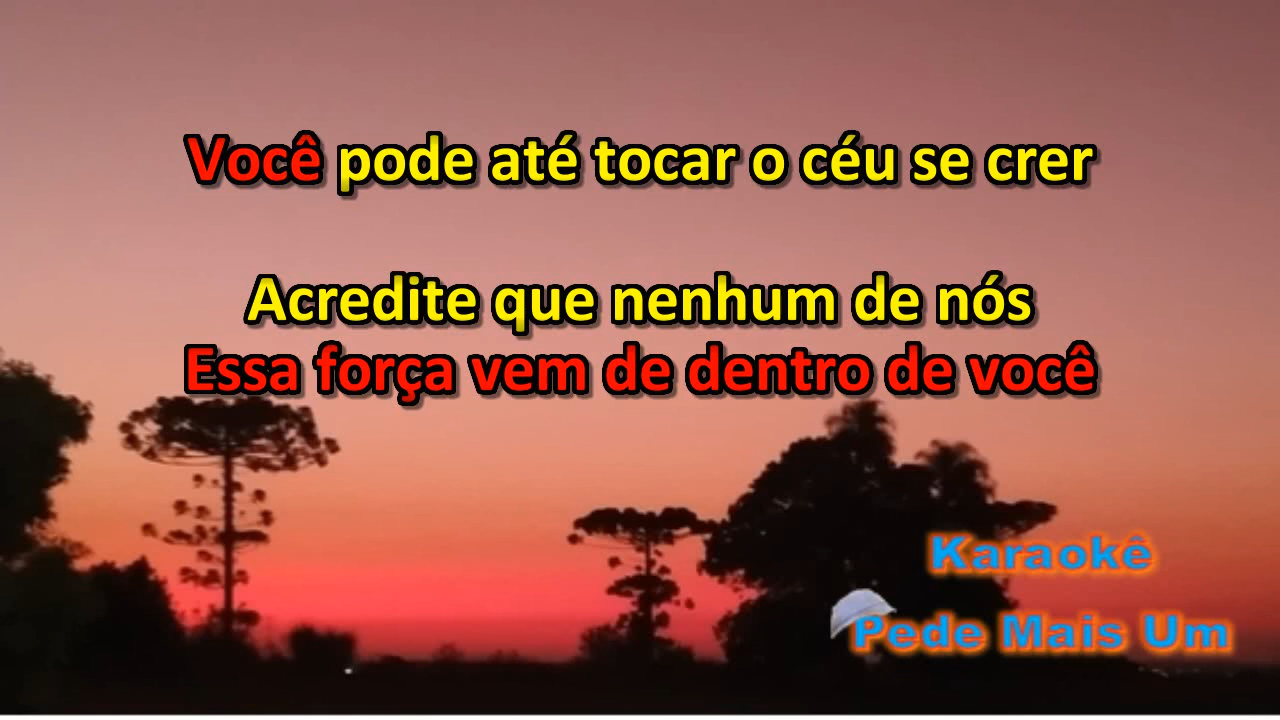 Você pode até tocar o céu se crer
Acredite que nenhum de nós
Essa força vem de dentro de você
Karaokê
Pede Mais Um